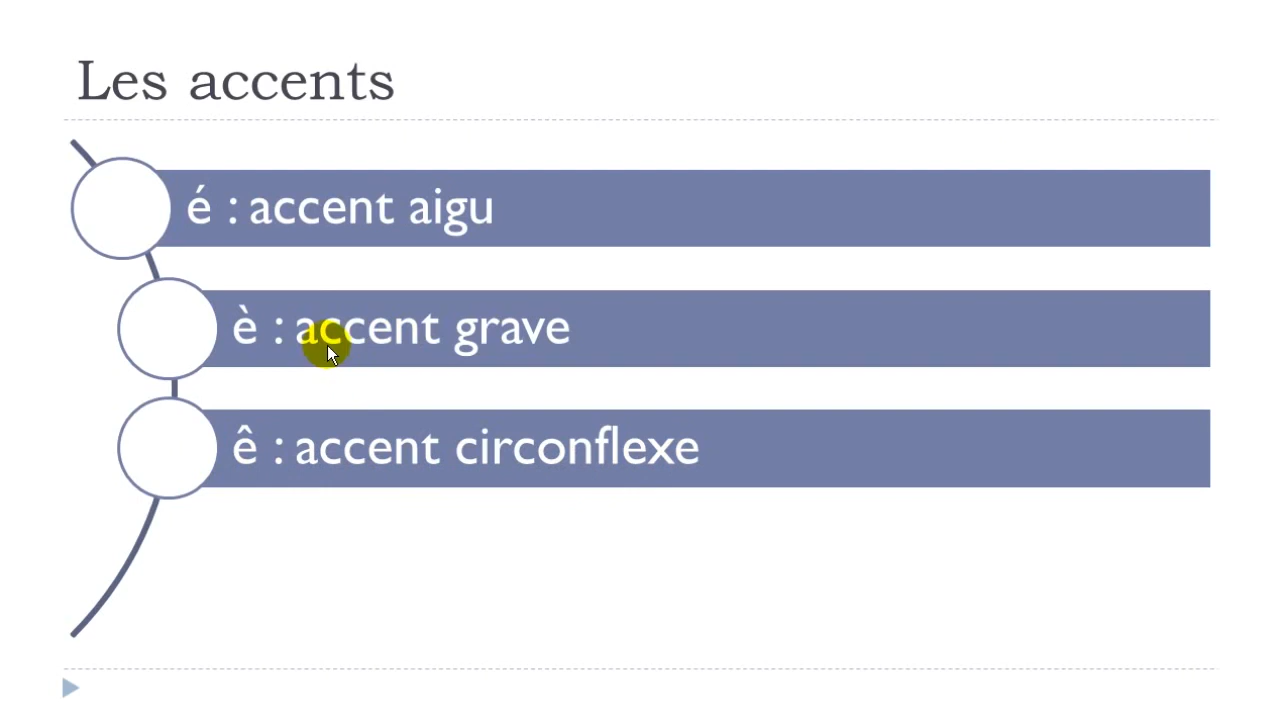 Les accents
é : accent aigu
è : accent grave
ê : accent circonflexe